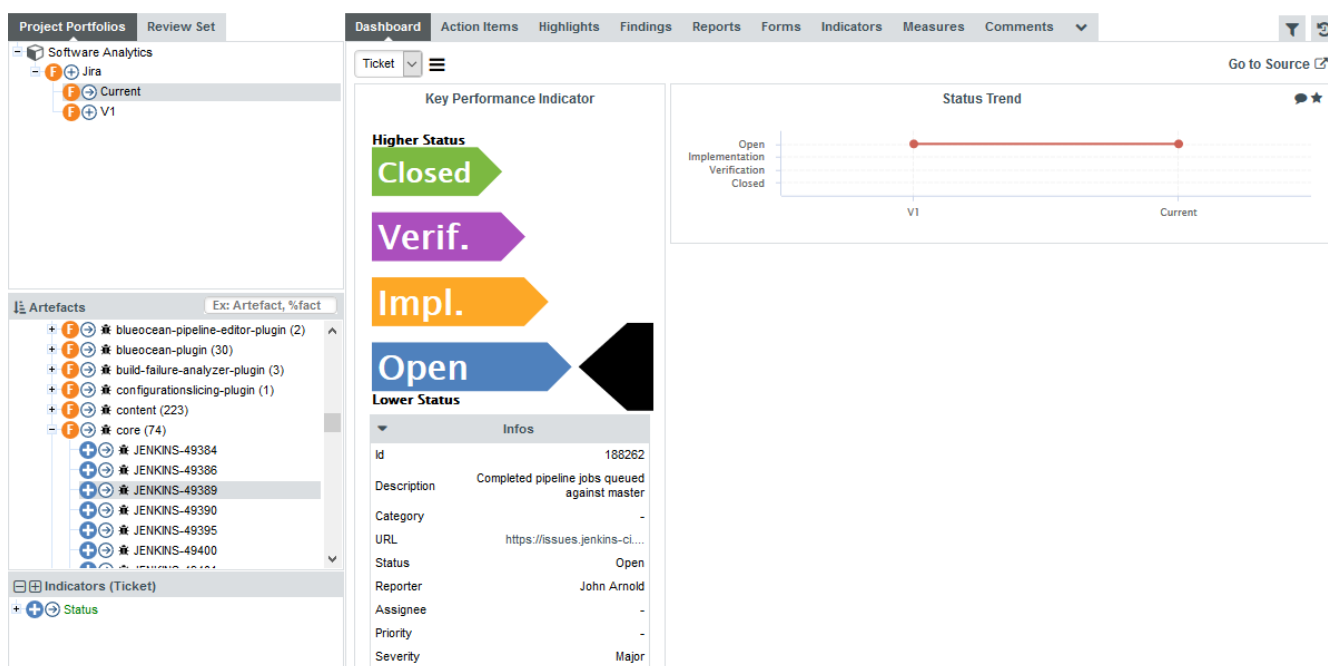 Project Portfolios Review Set
Software Analytics
Jira
Current
V1
Artefacts Ex: Artefact, %fact
blueocean-pipeline-editor-plugin (2)
blueocean-plugin (30)
build-failure-analyzer-plugin (3)
configurationslicing-plugin (1)
content (223)
core (74)
JENKINS-49384
JENKINS-49386
JENKINS-49389
JENKINS-49390
JENKINS-49395
JENKINS-49400
Indicators (Ticket)
Status
Dashboard Action Items Highlights Findings Reports Forms Indicators Measures Comments
Ticket
Go to Source
Key Performance Indicator
Higher Status
Closed
Verif.
Impl.
Open
Lower Status
Infos
Id 188262
Description Completed pipeline jobs queued
against master
Category -
URL https://issues.jenkins-ci....
Status Open
Reporter John Arnold
Assignee -
Priority -
Severity Major
Status Trend
Open
Implementation
Verification
Closed
V1 Current